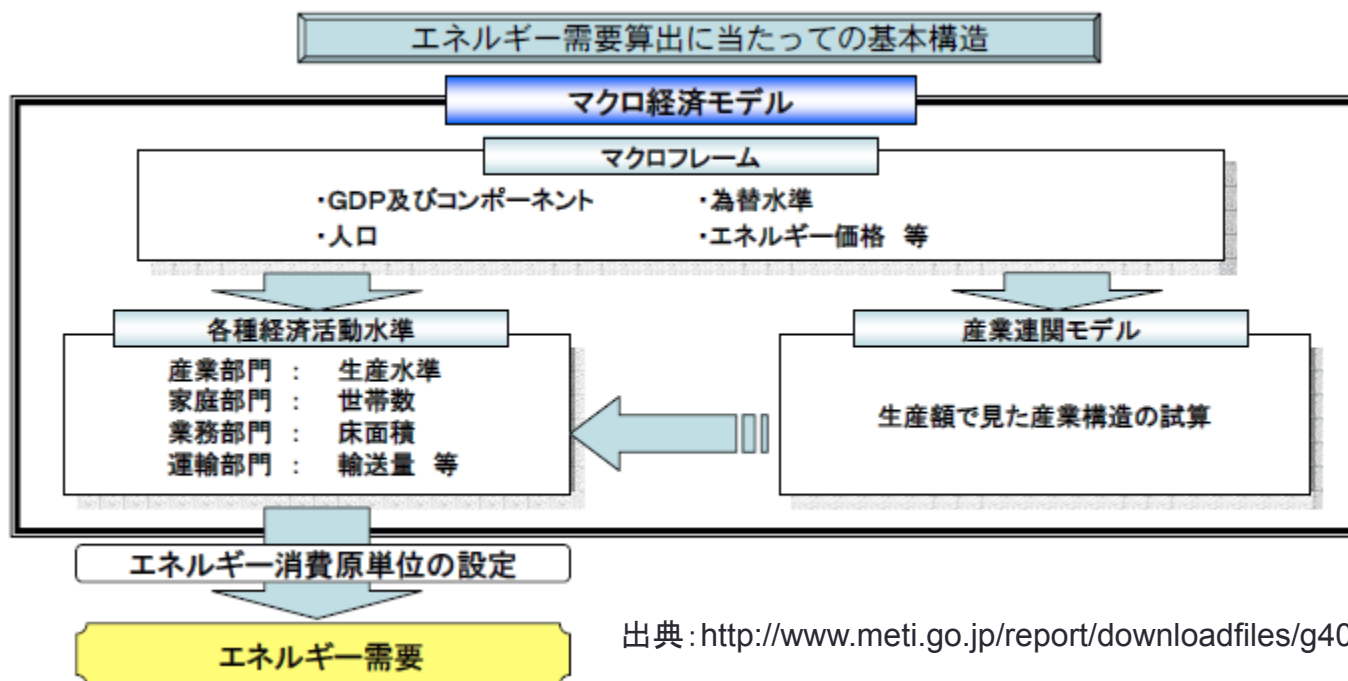 エネルギー需要算出に当たっての基本構造
マクロ経済モデル
マクロフレーム
・GDP及びコンポーネント ・為替水準
・人口 ・エネルギー価格 等
各種経済活動水準
産業部門 : 生産水準
家庭部門 : 世帯数
業務部門 : 床面積
運輸部門 : 輸送量 等
産業連関モデル
生産額で見た産業構造の試算
エネルギー消費原単位の設定
エネルギー需要
出典:http://www.meti.go.jp/report/downloadfiles/g40